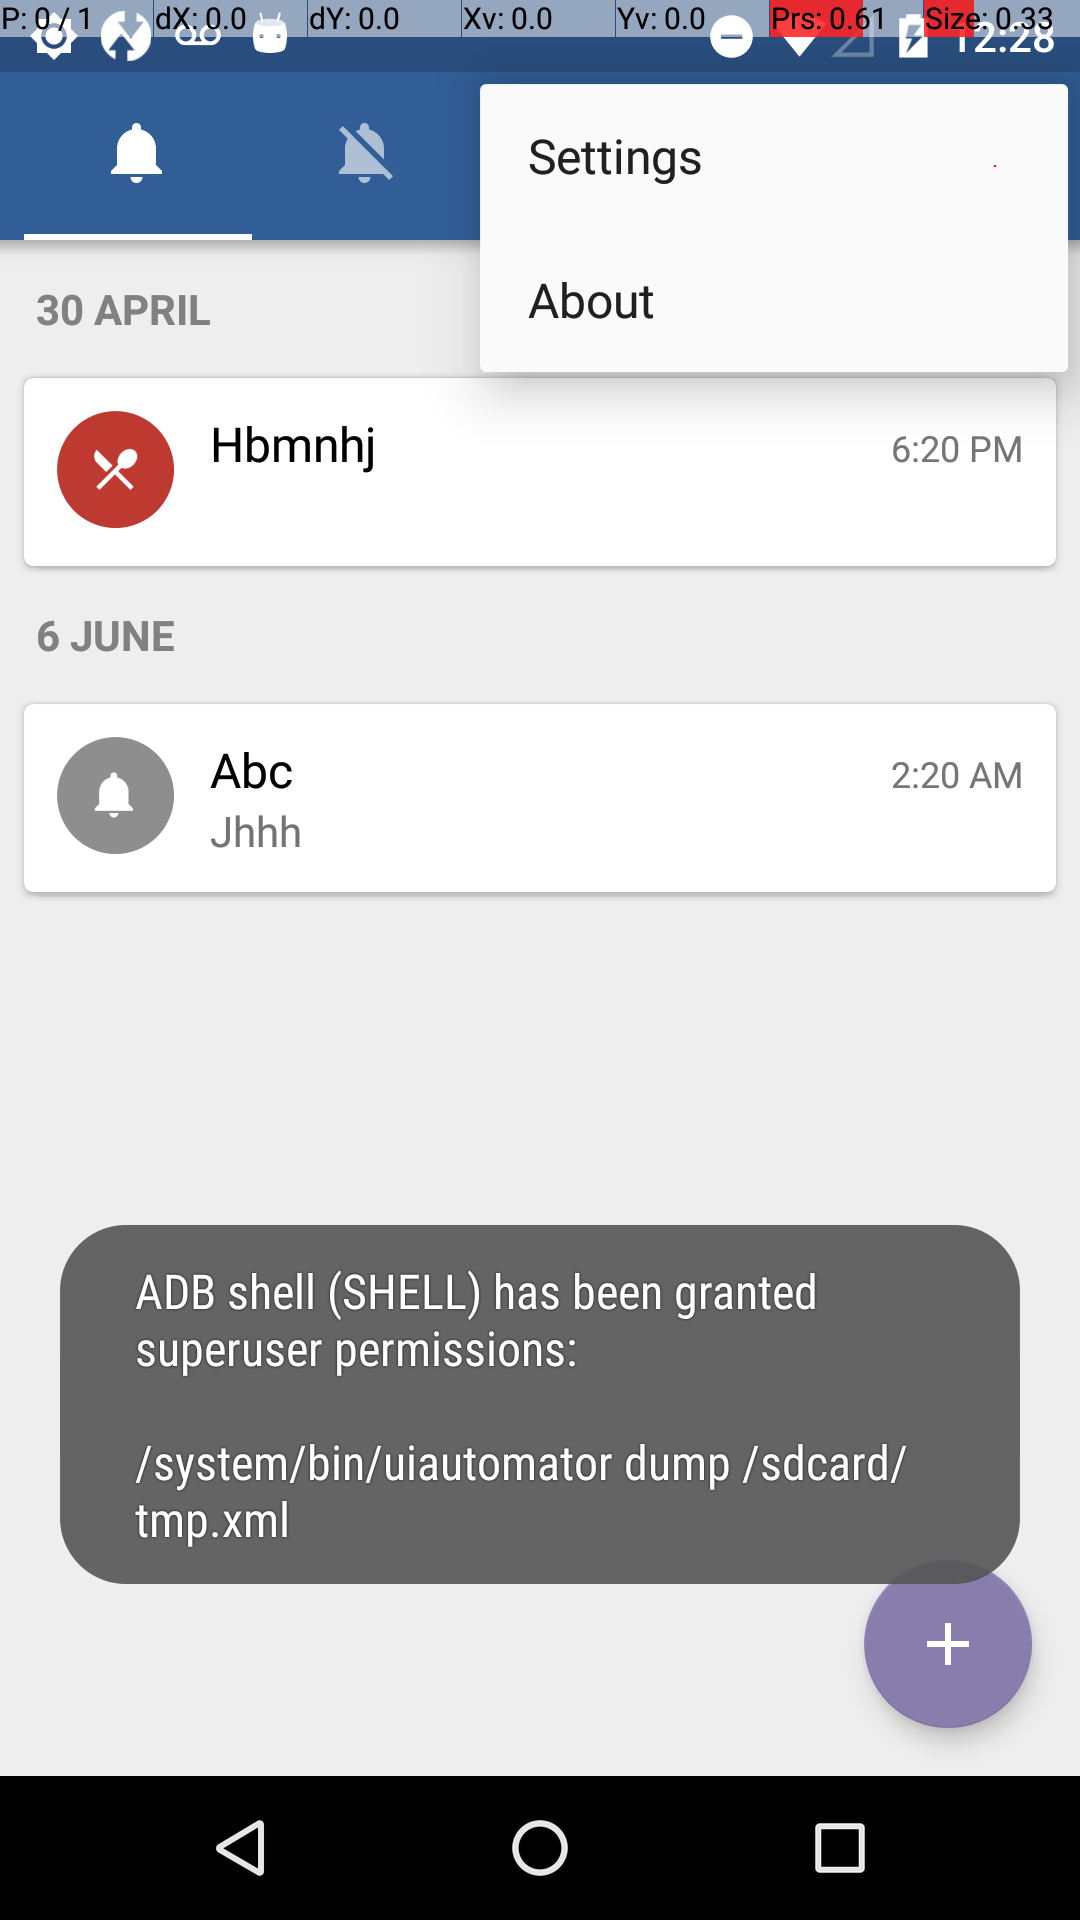 P: 0 / 1 dX: 0.0 dY: 0.0 Xv: 0.0 Yv: 0.0 Prs: 0.61 Size: 0.33
12:28
Settings
About
30 APRIL
Hbmnhj
6:20 PM
6 JUNE
Abc
2:20 AM
Jhhh
ADB shell (SHELL) has been granted
superuser permissions:
/system/bin/uiautomator dump /sdcard/
tmp.xml